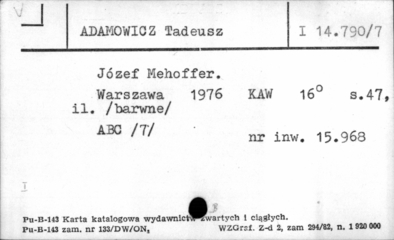 V
ADAMOWICZ Tadeusz
I 14.790/7
Józef Mehoffer.
Warszawa 1976 KAW 16° s.47,
il. /barwne/
ABC /7/
nr inw. 15.968
I
Pu-B-143 Karta katalogowa wydawnictw zwartych i ciągłych.
Pu-B-143 zam. nr 133/DW/ON, WZGraf. Z-d 2, zam 294/82, n. 1 920 000